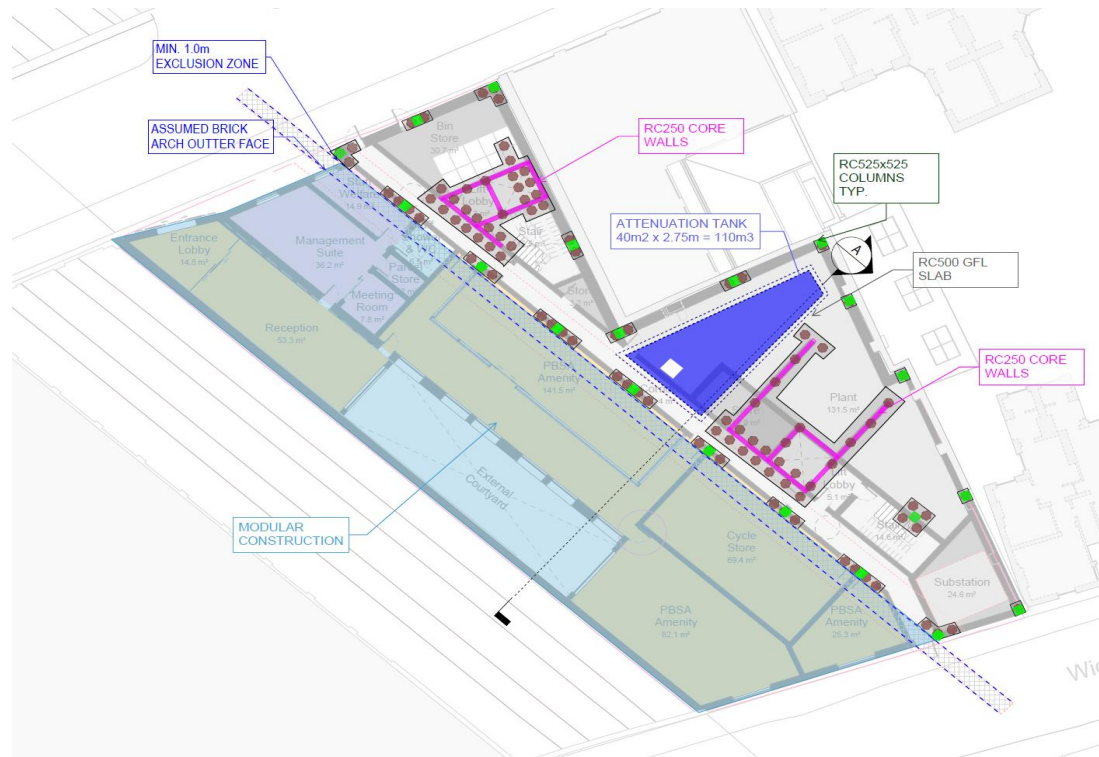 MIN. 1.0m
EXCLUSION ZONE
ASSUMED BRICK
ARCH OUTTER FACE
RC250 CORE
WALLS
RC525x525
COLUMNS
TYP.
ATTENUATION TANK
40m2 x 2.75m = 110m3
A
RC500 GFL
SLAB
RC250 CORE
WALLS
MODULAR
CONSTRUCTION
Bin
Store
Lobby
Stair
Entrance
Lobby
14.8 m²
Management
Suite
36.2 m²
Store
Meeting
Room
7.8 m²
Reception
53.3 m²
PBSA
Amenity
141.5 m²
External
Courtyard
Plant
131.5 m²
Lobby
5.1 m²
Cycle
Store
89.4 m²
Substation
24.6 m²
PBSA
Amenity
82.1 m²
PBSA
Amenity
25.3 m²